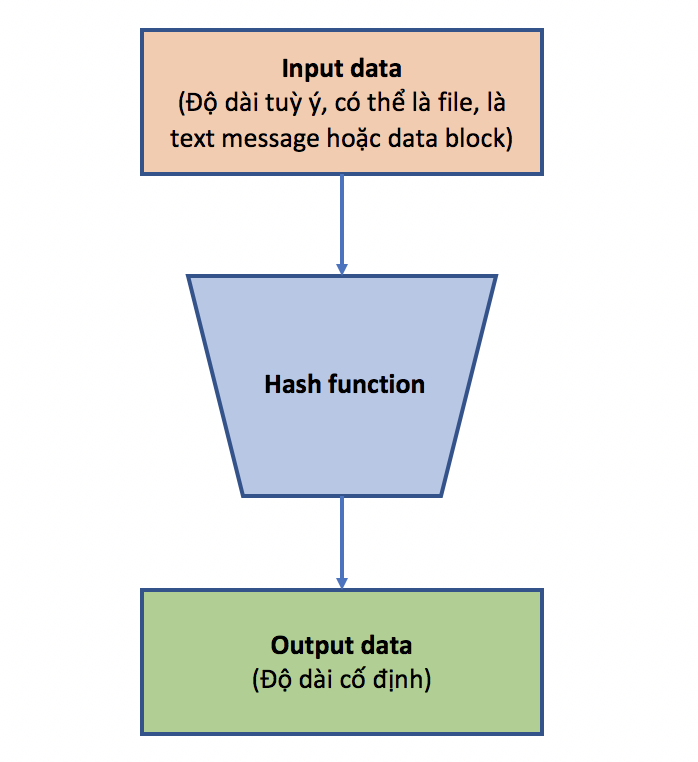 Input data
(Độ dài tuỳ ý, có thể là file, là
text message hoặc data block)
Hash function
Output data
(Độ dài cố định)